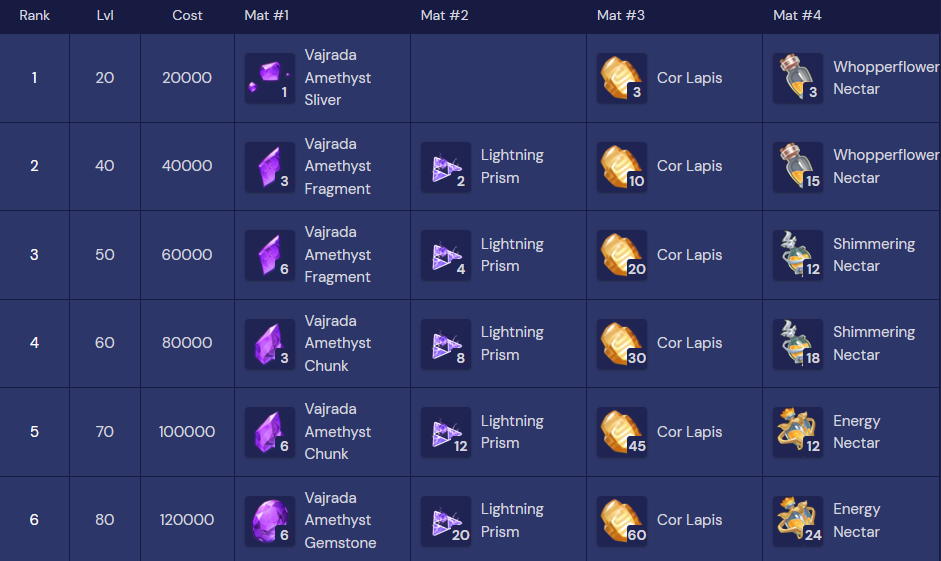 Rank Lvl Cost Mat #1 Mat #2 Mat #3 Mat #4
1 20 20000 1 Vajrada Amethyst Sliver 3 Cor Lapis 3 Whopperflower Nectar
2 40 40000 3 Vajrada Amethyst Fragment 2 Lightning Prism 10 Cor Lapis 15 Whopperflower Nectar
3 50 60000 6 Vajrada Amethyst Fragment 4 Lightning Prism 20 Cor Lapis 12 Shimmering Nectar
4 60 80000 3 Vajrada Amethyst Chunk 8 Lightning Prism 30 Cor Lapis 18 Shimmering Nectar
5 70 100000 6 Vajrada Amethyst Chunk 12 Lightning Prism 45 Cor Lapis 12 Energy Nectar
6 80 120000 6 Vajrada Amethyst Gemstone 20 Lightning Prism 60 Cor Lapis 24 Energy Nectar